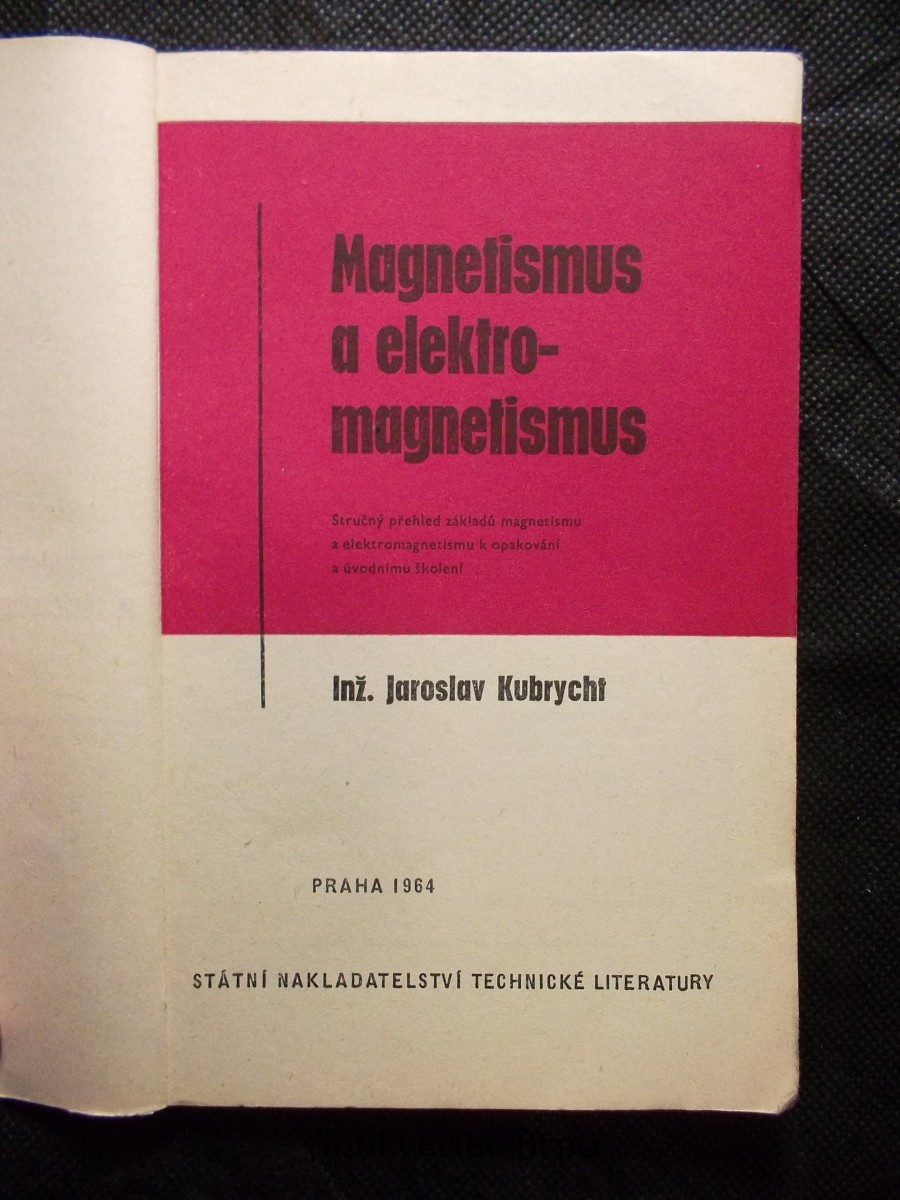 Magnetismus
a elektro-
magnetismus
Stručný přehled základů magnetismu
a elektromagnetismu k opakování
a úvodnímu školení
Inž. Jaroslav Kubrycht
PRAHA 1964
STÁTNÍ NAKLADATELSTVÍ TECHNICKÉ LITERATURY